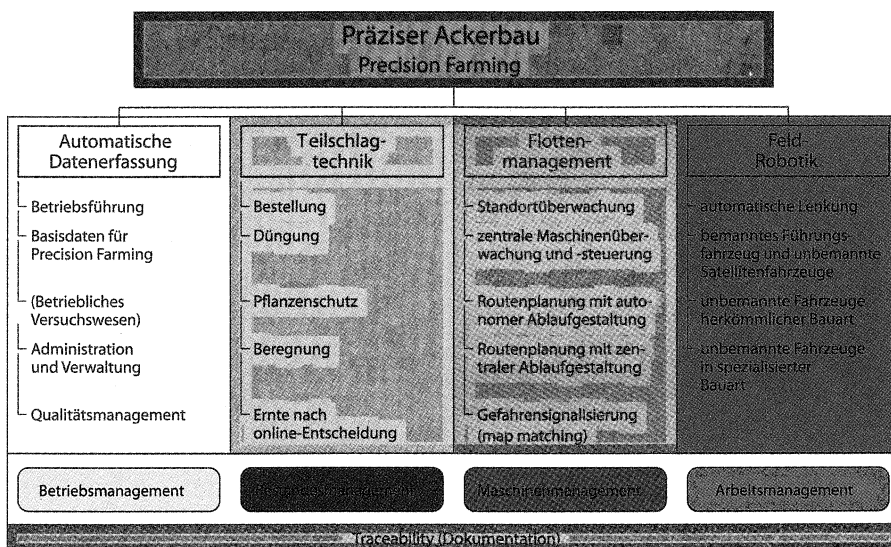 Präziser Ackerbau
Precision Farming
Automatische
Datenerfassung
Betriebsführung
Basisdaten für
Precision Farming
(Betriebliches
Versuchswesen)
Administration
und Verwaltung
Qualitätsmanagement
Betriebsmanagement
Teilschlag-
technik
Bestellung
Düngung
Pflanzenschutz
Beregnung
Ernte nach
online-Entscheidung
Flotten-
management
Standortüberwachung
zentrale Maschinenüber-
wachung und -steuerung
Routenplanung mit auto-
nomer Ablaufgestaltung
Routenplanung mit zen-
traler Ablaufgestaltung
Gefahrensignalisierung
(map matching)
Maschinenmanagement
Feld-
Robotik
automatische Lenkung
bemanntes Führungs-
fahrzeug und unbemannte
Satellitenfahrzeuge
unbemannte Fahrzeuge
herkömmlicher Bauart
unbemannte Fahrzeuge
in spezialisierter
Bauart
Arbeitsmanagement
Traceability (Dokumentation)